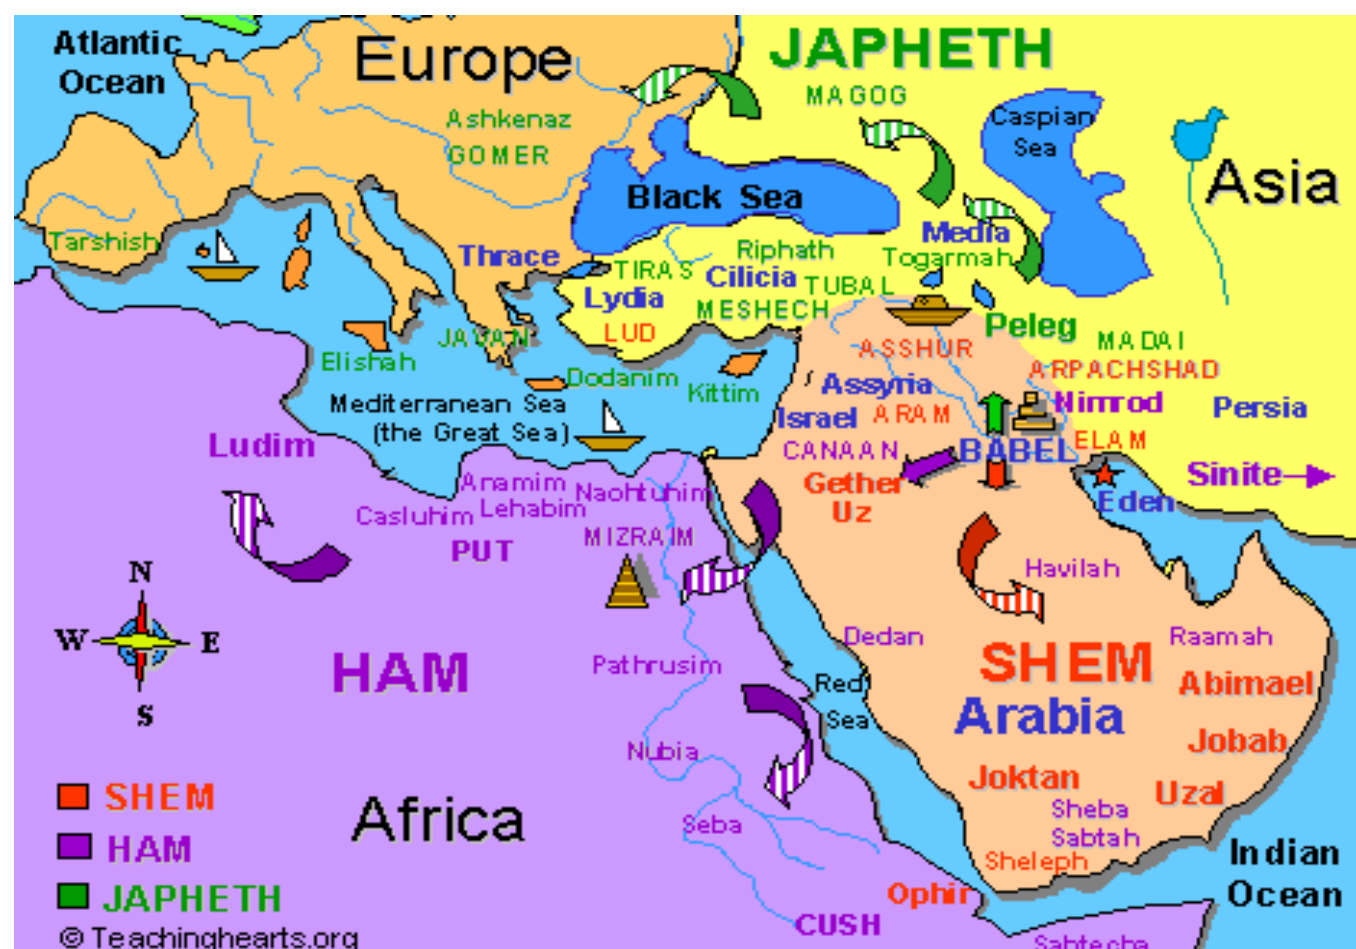 Atlantic
Ocean
Europe
JAPHETH
MAGOG
Ashkenaz
GOMER
Caspian
Sea
Asia
Black Sea
Tarshish
Thrace
Riphath
Media
Togarmah
TIRAS
Cilicia
TUBAL
Lydia
MESHECH
LUD
JAVAN
Peleg
MADAI
ASSHUR
ARPACHSHAD
Elishah
Dodanim
Kittim
Assyria
Nimrod
Persia
Mediterranean Sea
(the Great Sea)
Israel
ARAM
Ludim
CANAAN
BABEL
ELAM
Sinite
Anamim
Naohtuhim
Gether
Uz
Eden
Casluhim
Lehabim
PUT
MIZRAIM
Havilah
N
W
E
S
Dedan
Raamah
HAM
Pathrusim
SHEM
Abimael
Red
Sea
Arabia
Jobab
Nubia
Joktan
Uzal
SHEM
Africa
Seba
Sheba
Sabtah
HAM
Sheleph
Indian
Ocean
JAPHETH
Ophir
CUSH
© Teachinghearts.org
Sabtecha